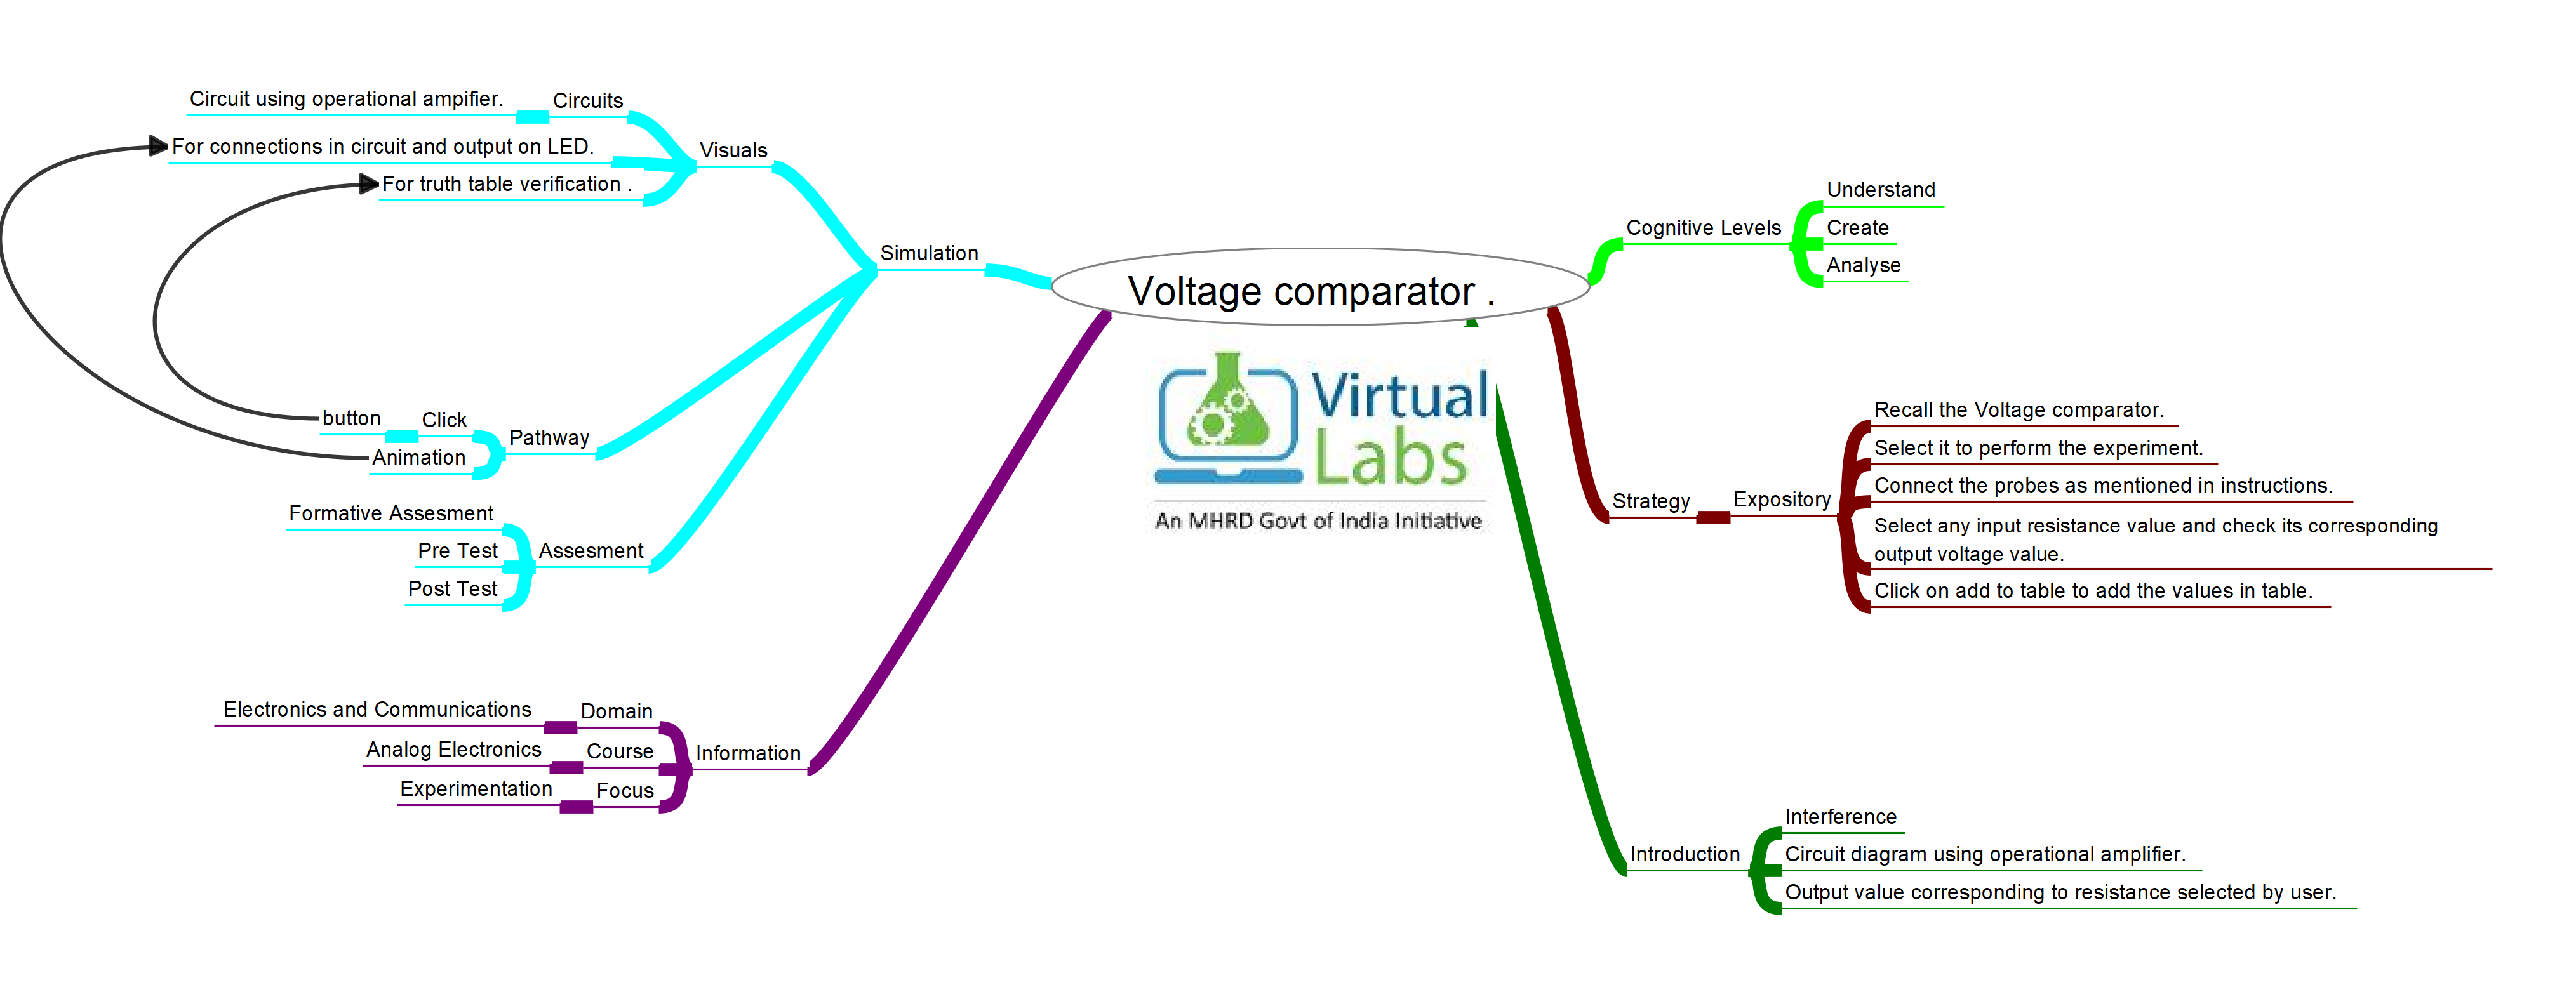 Voltage comparator .
Virtual
Labs
An MHRD Govt of India Initiative
Simulation
Visuals
Circuits
Circuit using operational ampifier.
For connections in circuit and output on LED.
For truth table verification .
Pathway
Click
button
Animation
Assesment
Formative Assesment
Pre Test
Post Test
Information
Domain
Electronics and Communications
Course
Analog Electronics
Focus
Experimentation
Cognitive Levels
Understand
Create
Analyse
Strategy
Expository
Recall the Voltage comparator.
Select it to perform the experiment.
Connect the probes as mentioned in instructions.
Select any input resistance value and check its corresponding
output voltage value.
Click on add to table to add the values in table.
Introduction
Interference
Circuit diagram using operational amplifier.
Output value corresponding to resistance selected by user.